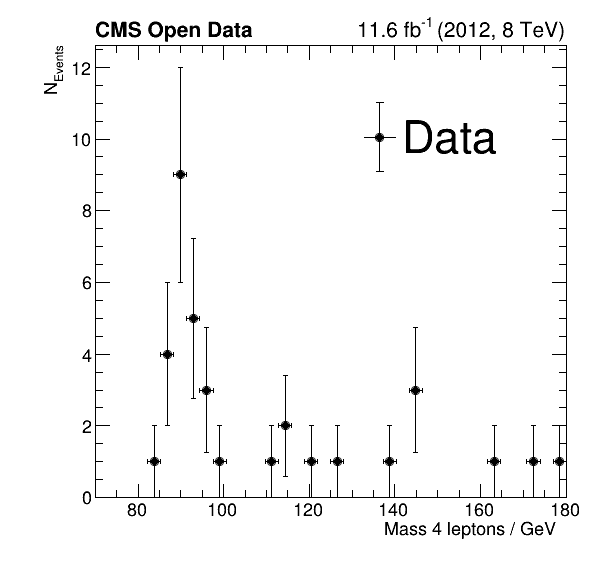 CMS Open Data 11.6 fb⁻¹ (2012, 8 TeV)
N_Events
12
Data
10
8
6
4
2
0
80 100 120 140 160 180
Mass 4 leptons / GeV